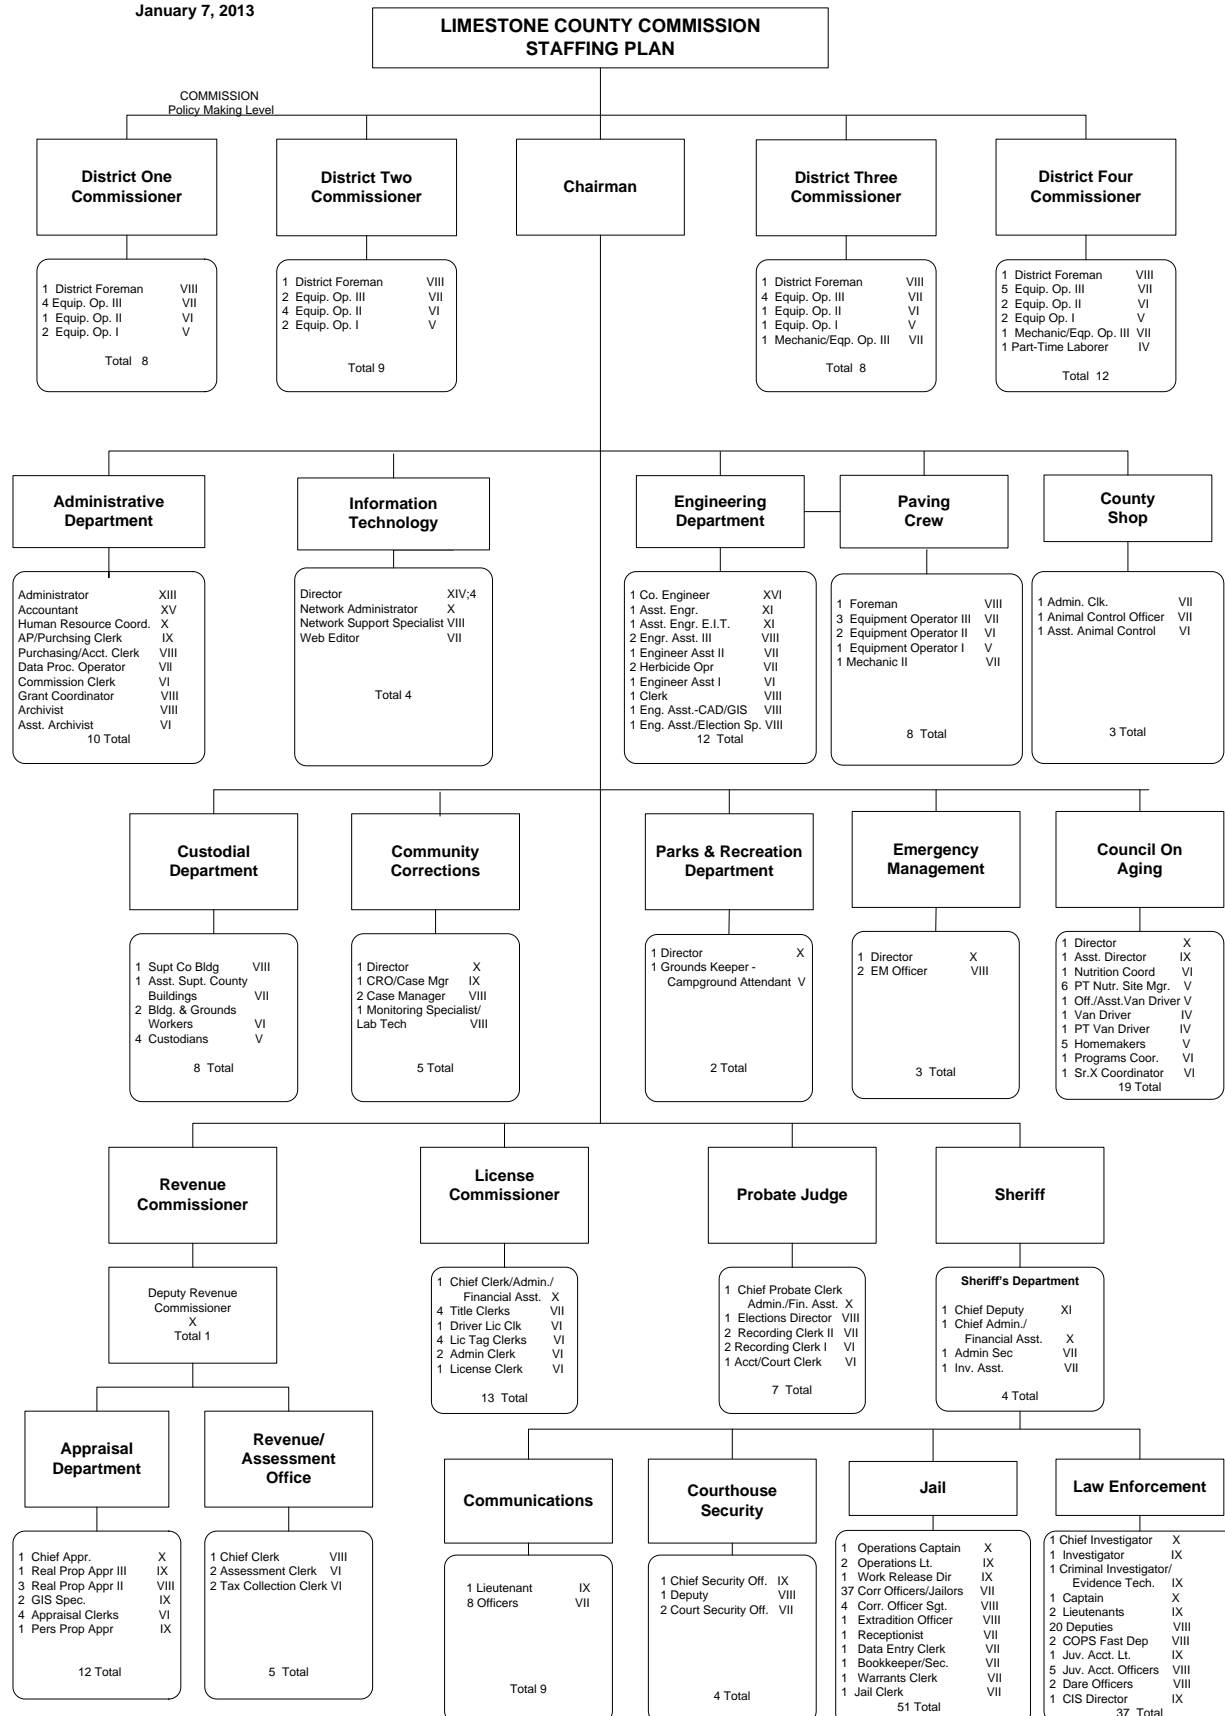 January 7, 2013
LIMESTONE COUNTY COMMISSION
STAFFING PLAN
COMMISSION
Policy Making Level
District One
Commissioner
District Two
Commissioner
Chairman
District Three
Commissioner
District Four
Commissioner
1 District Foreman VIII
4 Equip. Op. III VII
1 Equip. Op. II VI
2 Equip. Op. I V
Total 8
1 District Foreman VIII
2 Equip. Op. III VII
4 Equip. Op. II VI
2 Equip. Op. I V
Total 9
1 District Foreman VIII
4 Equip. Op. III VII
1 Equip. Op. II VI
1 Equip. Op. I V
1 Mechanic/Eqp. Op. III VII
Total 8
1 District Foreman VIII
5 Equip. Op. III VII
2 Equip. Op. II VI
2 Equip Op. I V
1 Mechanic/Eqp. Op. III VII
1 Part-Time Laborer IV
Total 12
Administrative
Department
Information
Technology
Engineering
Department
Paving
Crew
County
Shop
Administrator XIII
Accountant XV
Human Resource Coord. X
AP/Purchsing Clerk IX
Purchasing/Acct. Clerk VIII
Data Proc. Operator VII
Commission Clerk VI
Grant Coordinator VIII
Archivist VIII
Asst. Archivist VI
10 Total
Director XIV;4
Network Administrator X
Network Support Specialist VIII
Web Editor VII
Total 4
1 Co. Engineer XVI
1 Asst. Engr. XI
1 Asst. Engr. E.I.T. XI
2 Engr. Asst. III VIII
1 Engineer Asst II VII
2 Herbicide Opr VII
1 Engineer Asst I VI
1 Clerk VIII
1 Eng. Asst.-CAD/GIS VIII
1 Eng. Asst./Election Sp. VIII
12 Total
1 Foreman VIII
3 Equipment Operator III VII
2 Equipment Operator II VI
1 Equipment Operator I V
1 Mechanic II VII
8 Total
1 Admin. Clk. VII
1 Animal Control Officer VII
1 Asst. Animal Control VI
3 Total
Custodial
Department
Community
Corrections
Parks & Recreation
Department
Emergency
Management
Council On
Aging
1 Supt Co Bldg VIII
1 Asst. Supt. County
Buildings VII
2 Bldg. & Grounds
Workers VI
4 Custodians V
8 Total
1 Director X
1 CRO/Case Mgr IX
2 Case Manager VIII
1 Monitoring Specialist/
Lab Tech VIII
5 Total
1 Director X
1 Grounds Keeper -
Campground Attendant V
2 Total
1 Director X
2 EM Officer VIII
3 Total
1 Director X
1 Asst. Director IX
1 Nutrition Coord VI
6 PT Nutr. Site Mgr. V
1 Off./Asst.Van Driver V
1 Van Driver IV
1 PT Van Driver IV
5 Homemakers V
1 Programs Coor. VI
1 Sr.X Coordinator VI
19 Total
Revenue
Commissioner
License
Commissioner
Probate Judge
Sheriff
Deputy Revenue
Commissioner
X
Total 1
1 Chief Clerk/Admin./
Financial Asst. X
4 Title Clerks VII
1 Driver Lic Clk VI
4 Lic Tag Clerks VI
2 Admin Clerk VI
1 License Clerk VI
13 Total
1 Chief Probate Clerk
Admin./Fin. Asst. X
1 Elections Director VIII
2 Recording Clerk II VII
2 Recording Clerk I VI
1 Acct/Court Clerk VI
7 Total
Sheriff's Department
1 Chief Deputy XI
1 Chief Admin./
Financial Asst. X
1 Admin Sec VII
1 Inv. Asst. VII
4 Total
Appraisal
Department
Revenue/
Assessment
Office
Communications
Courthouse
Security
Jail
Law Enforcement
1 Chief Appr. X
1 Real Prop Appr III IX
3 Real Prop Appr II VIII
2 GIS Spec. IX
4 Appraisal Clerks VI
1 Pers Prop Appr IX
12 Total
1 Chief Clerk VIII
2 Assessment Clerk VI
2 Tax Collection Clerk VI
5 Total
1 Lieutenant IX
8 Officers VII
Total 9
1 Chief Security Off. IX
1 Deputy VIII
2 Court Security Off. VII
4 Total
1 Operations Captain X
2 Operations Lt. IX
1 Work Release Dir IX
37 Corr Officers/Jailors VII
4 Corr. Officer Sgt. VIII
1 Extradition Officer VIII
1 Receptionist VII
1 Data Entry Clerk VII
1 Bookkeeper/Sec. VII
1 Warrants Clerk VII
1 Jail Clerk VII
51 Total
1 Chief Investigator X
1 Investigator IX
1 Criminal Investigator/
Evidence Tech. IX
1 Captain X
2 Lieutenants IX
20 Deputies VIII
2 COPS Fast Dep VIII
1 Juv. Acct. Lt. IX
5 Juv. Acct. Officers VIII
2 Dare Officers VIII
1 CIS Director IX
37 Total